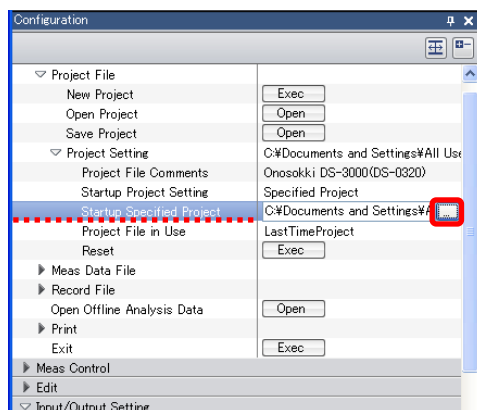 Configuration
Project File
New Project Exec
Open Project Open
Save Project Open
Project Setting C:¥Documents and Settings¥All Use
Project File Comments Onosokki DS-3000(DS-0320)
Startup Project Setting Specified Project
Startup Specified Project C:¥Documents and Settings¥A ...
Project File in Use LastTimeProject
Reset Exec
Meas Data File
Record File
Open Offline Analysis Data Open
Print
Exit Exec
Meas Control
Edit
Input/Output Setting